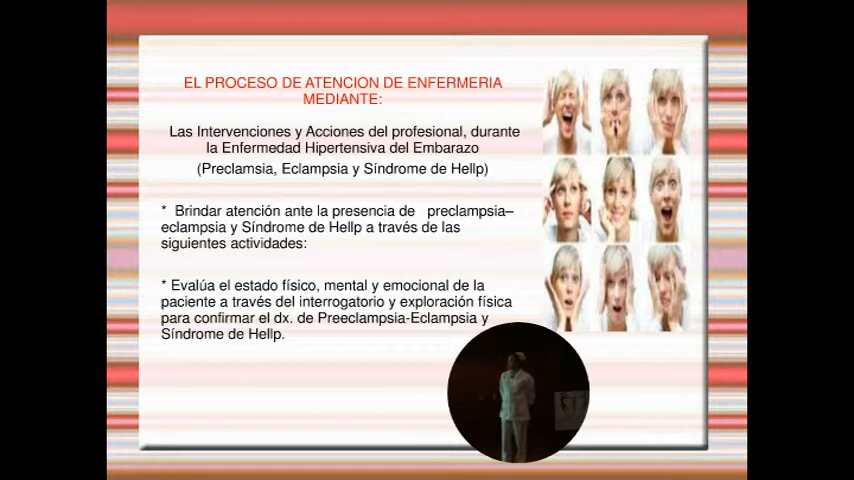 EL PROCESO DE ATENCION DE ENFERMERIA
MEDIANTE:
Las Intervenciones y Acciones del profesional, durante
la Enfermedad Hipertensiva del Embarazo
(Preclamsia, Eclampsia y Síndrome de Hellp)
* Brindar atención ante la presencia de preclampsia–
eclampsia y Síndrome de Hellp a través de las
siguientes actividades:
* Evalúa el estado físico, mental y emocional de la
paciente a través del interrogatorio y exploración física
para confirmar el dx. de Preeclampsia-Eclampsia y
Síndrome de Hellp.